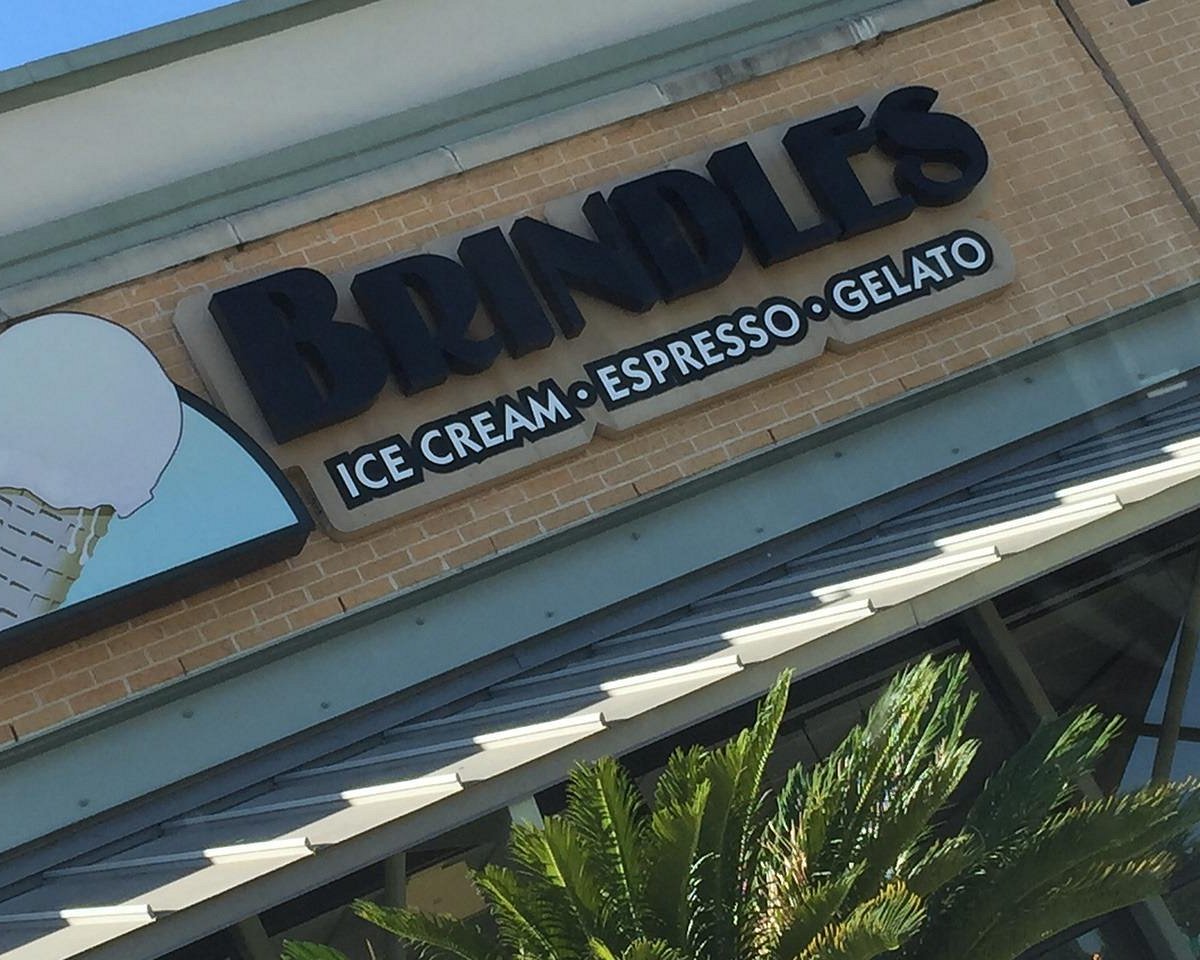 BRINDLES
ICE CREAM • ESPRESSO • GELATO